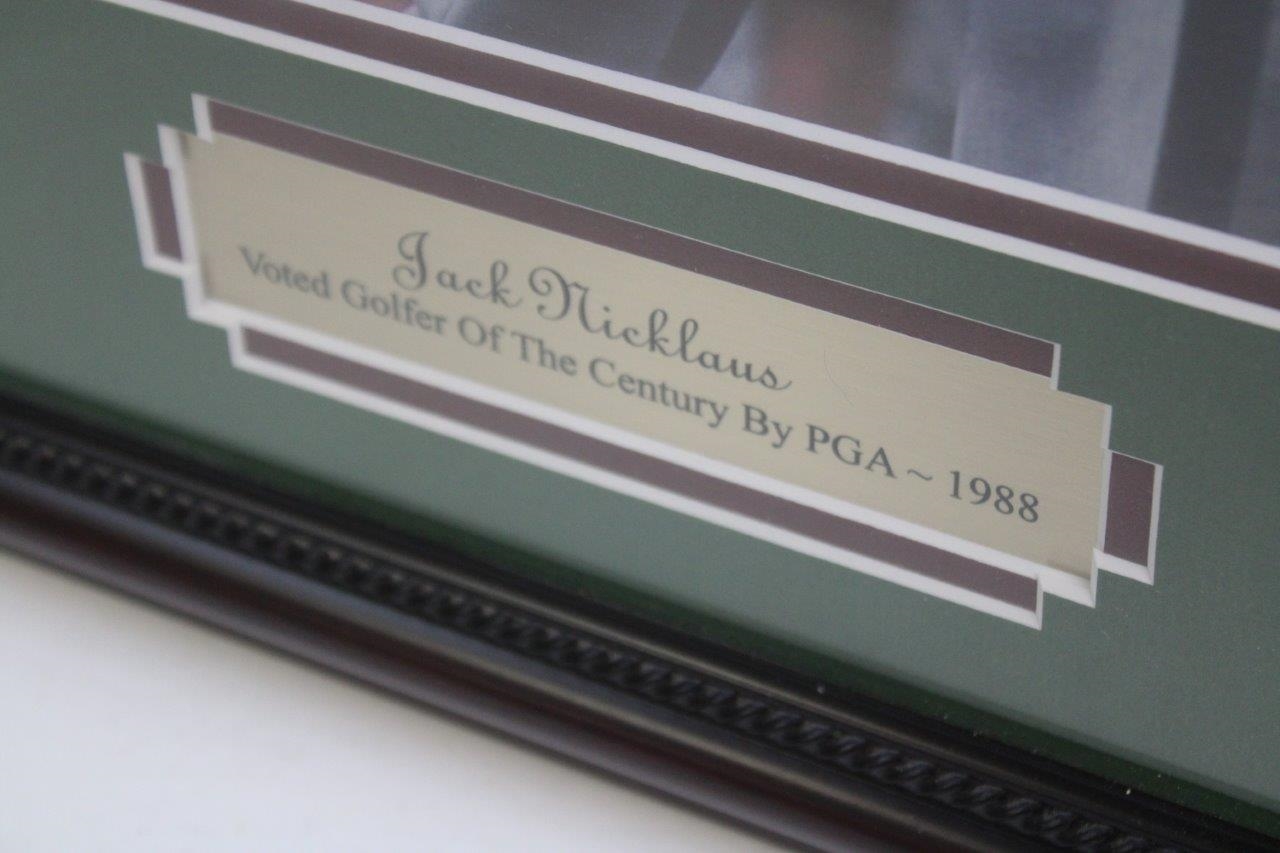 Jack Nicklaus
Voted Golfer Of The Century By PGA ~ 1988